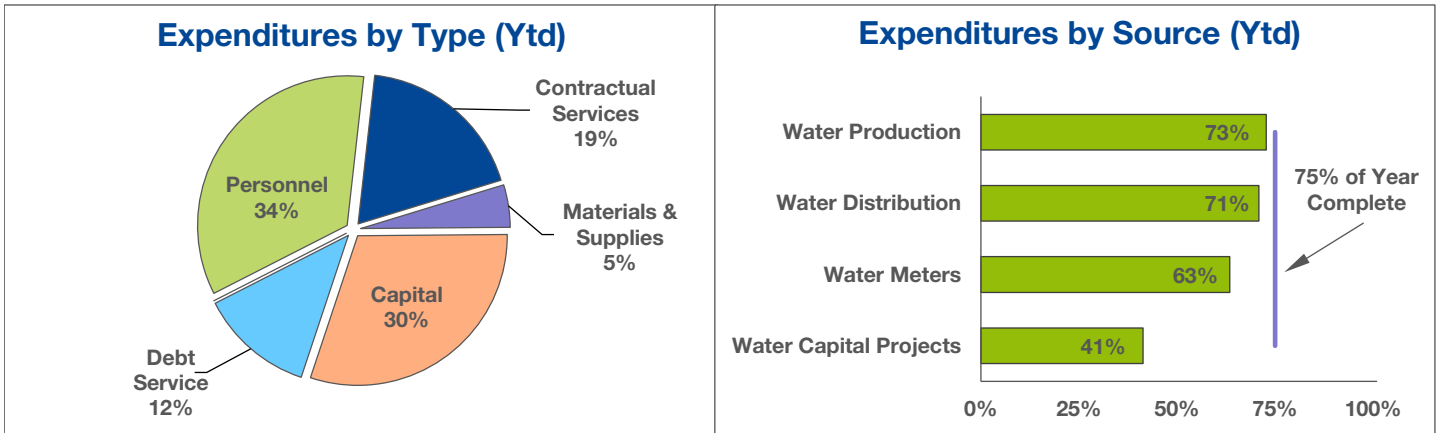 Expenditures by Type (Ytd)
Contractual
Services
19%
Personnel
34%
Materials &
Supplies
5%
Capital
30%
Debt
Service
12%
Expenditures by Source (Ytd)
Water Production
73%
Water Distribution
71%
Water Meters
63%
Water Capital Projects
41%
75% of Year
Complete
0% 25% 50% 75% 100%